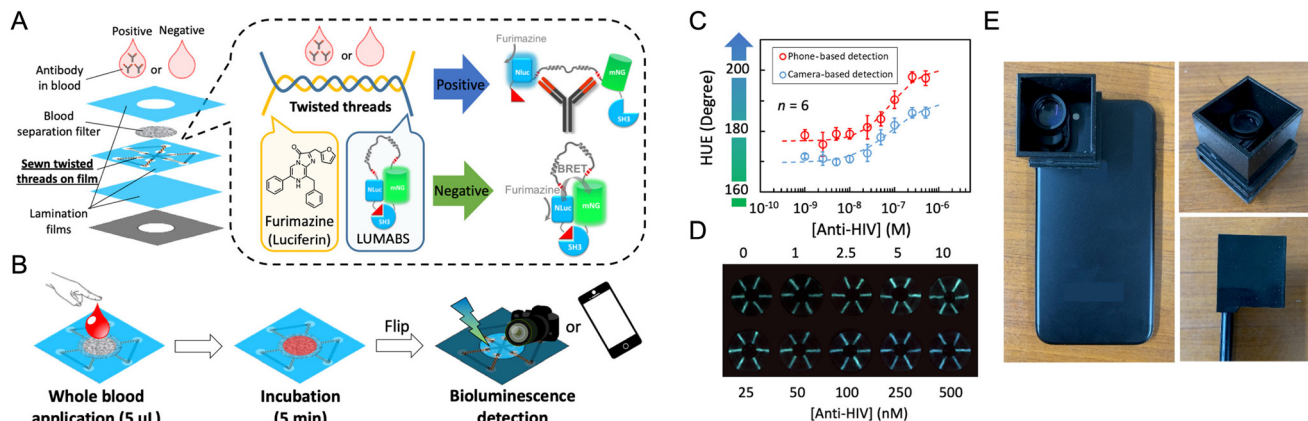 A
Positive
Negative
or
Antibody
in blood
Blood
separation filter
Sewn twisted
threads on film
Lamination
films
or
Twisted threads
Furimazine
(Luciferin)
LUMABS
NLuc
mNG
SH3
Positive
Furimazine
Nluc
mNG
SH3
Negative
BRET
Furimazine
NLuc
mNG
SH3
B
Whole blood
application (5 µL)
Incubation
(5 min)
Flip
or
Bioluminescence
detection
C
Phone-based detection
Camera-based detection
n = 6
HUE (Degree)
200
180
160
10⁻¹⁰ 10⁻⁹ 10⁻⁸ 10⁻⁷ 10⁻⁶
[Anti-HIV] (M)
D
0 1 2.5 5 10
25 50 100 250 500
[Anti-HIV] (nM)
E